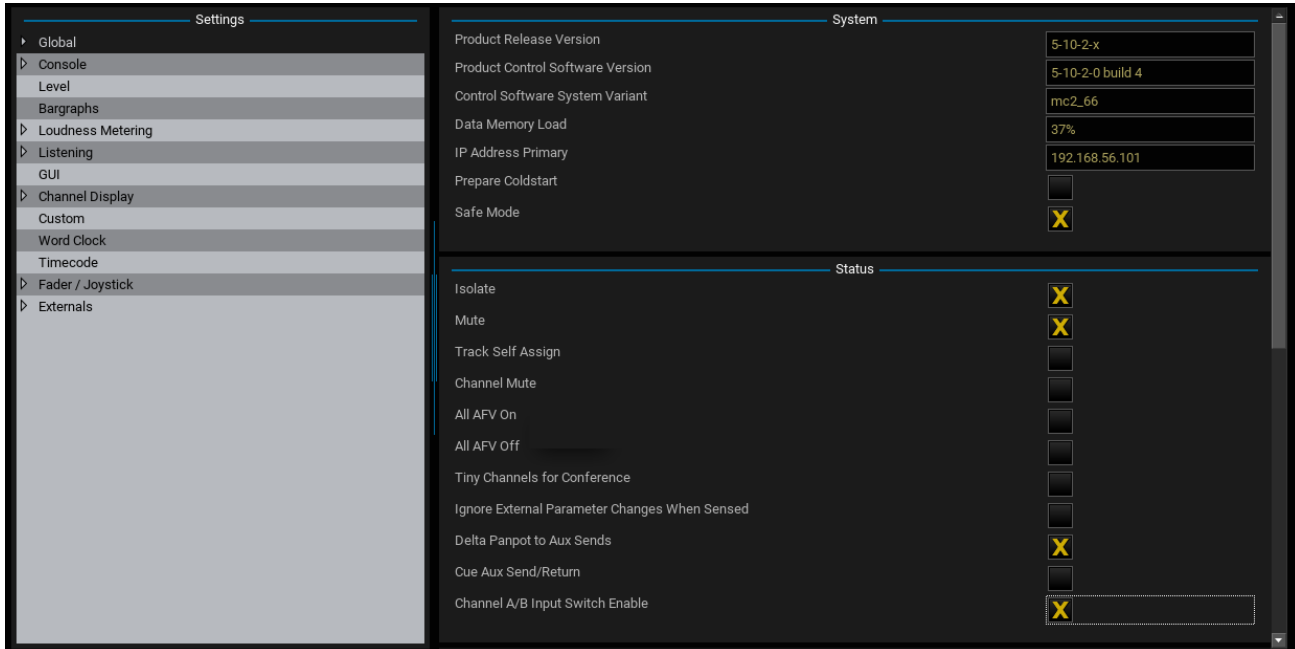 Settings
Global
Console
Level
Bargraphs
Loudness Metering
Listening
GUI
Channel Display
Custom
Word Clock
Timecode
Fader / Joystick
Externals
System
Product Release Version 5-10-2-x
Product Control Software Version 5-10-2-0 build 4
Control Software System Variant mc2_66
Data Memory Load 37%
IP Address Primary 192.168.56.101
Prepare Coldstart
Safe Mode X
Status
Isolate X
Mute X
Track Self Assign
Channel Mute
All AFV On
All AFV Off
Tiny Channels for Conference
Ignore External Parameter Changes When Sensed
Delta Panpot to Aux Sends X
Cue Aux Send/Return
Channel A/B Input Switch Enable X